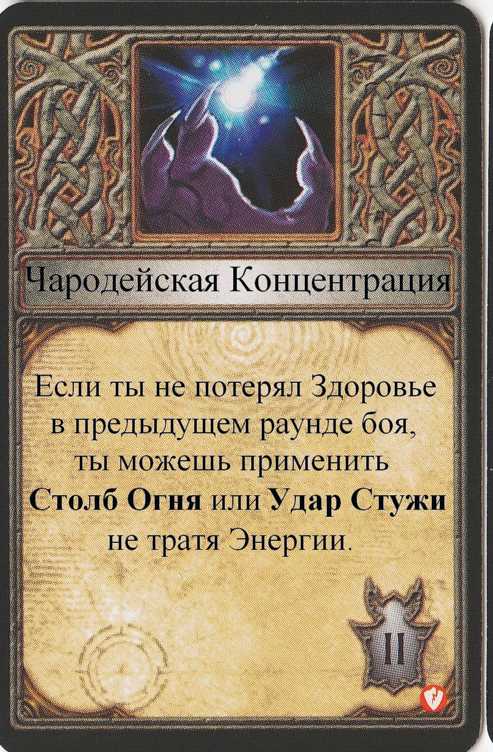 Чародейская Концентрация
Если ты не потерял Здоровье
в предыдущем раунде боя,
ты можешь применить
Столб Огня или Удар Стужи
не тратя Энергии.
II